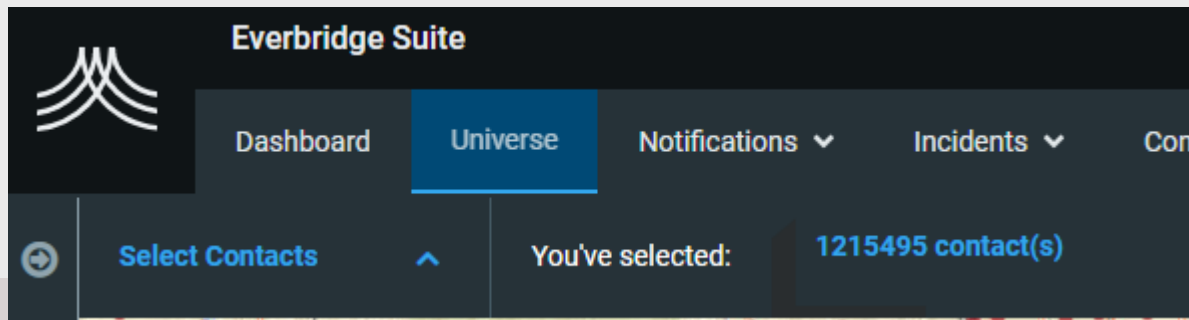 Everbridge Suite
Dashboard Universe Notifications Incidents
Select Contacts You've selected: 1215495 contact(s)